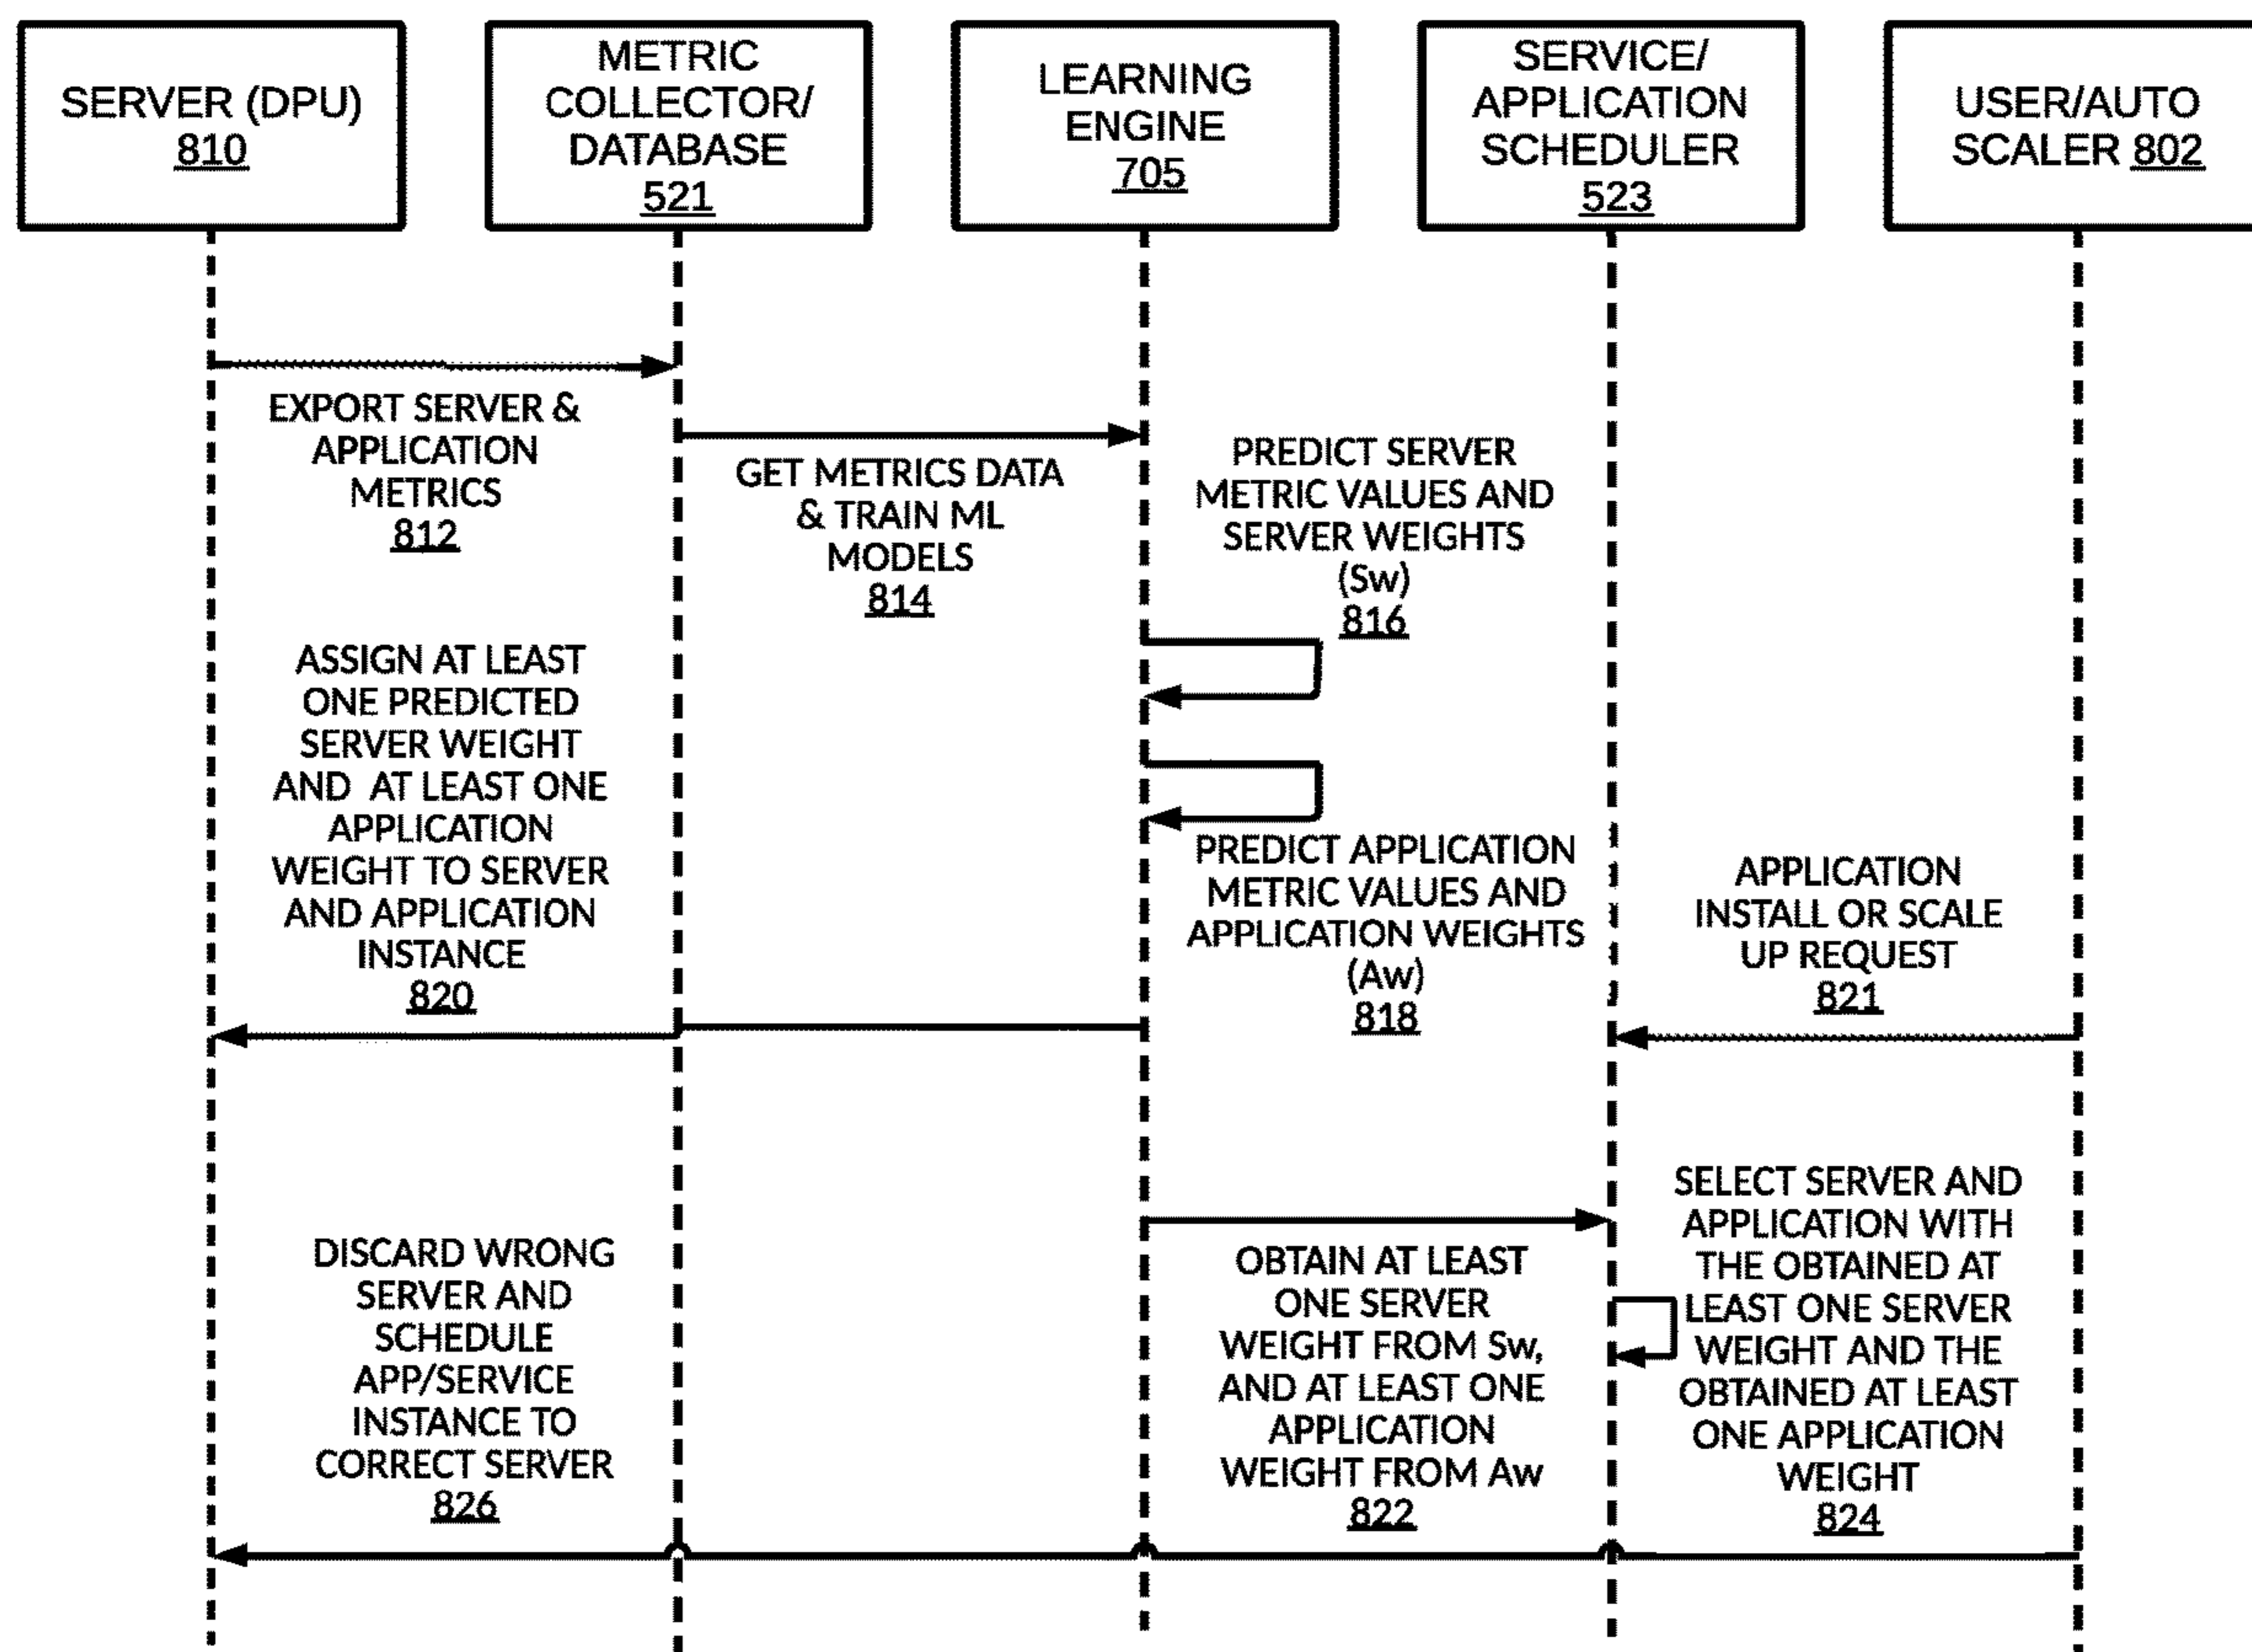 SERVER (DPU)
810
METRIC
COLLECTOR/
DATABASE
521
LEARNING
ENGINE
705
SERVICE/
APPLICATION
SCHEDULER
523
USER/AUTO
SCALER 802
EXPORT SERVER &
APPLICATION
METRICS
812
GET METRICS DATA
& TRAIN ML
MODELS
814
PREDICT SERVER
METRIC VALUES AND
SERVER WEIGHTS
(Sw)
816
ASSIGN AT LEAST
ONE PREDICTED
SERVER WEIGHT
AND AT LEAST ONE
APPLICATION
WEIGHT TO SERVER
AND APPLICATION
INSTANCE
820
PREDICT APPLICATION
METRIC VALUES AND
APPLICATION WEIGHTS
(Aw)
818
APPLICATION
INSTALL OR SCALE
UP REQUEST
821
DISCARD WRONG
SERVER AND
SCHEDULE
APP/SERVICE
INSTANCE TO
CORRECT SERVER
826
OBTAIN AT LEAST
ONE SERVER
WEIGHT FROM Sw,
AND AT LEAST ONE
APPLICATION
WEIGHT FROM Aw
822
SELECT SERVER AND
APPLICATION WITH
THE OBTAINED AT
LEAST ONE SERVER
WEIGHT AND THE
OBTAINED AT LEAST
ONE APPLICATION
WEIGHT
824